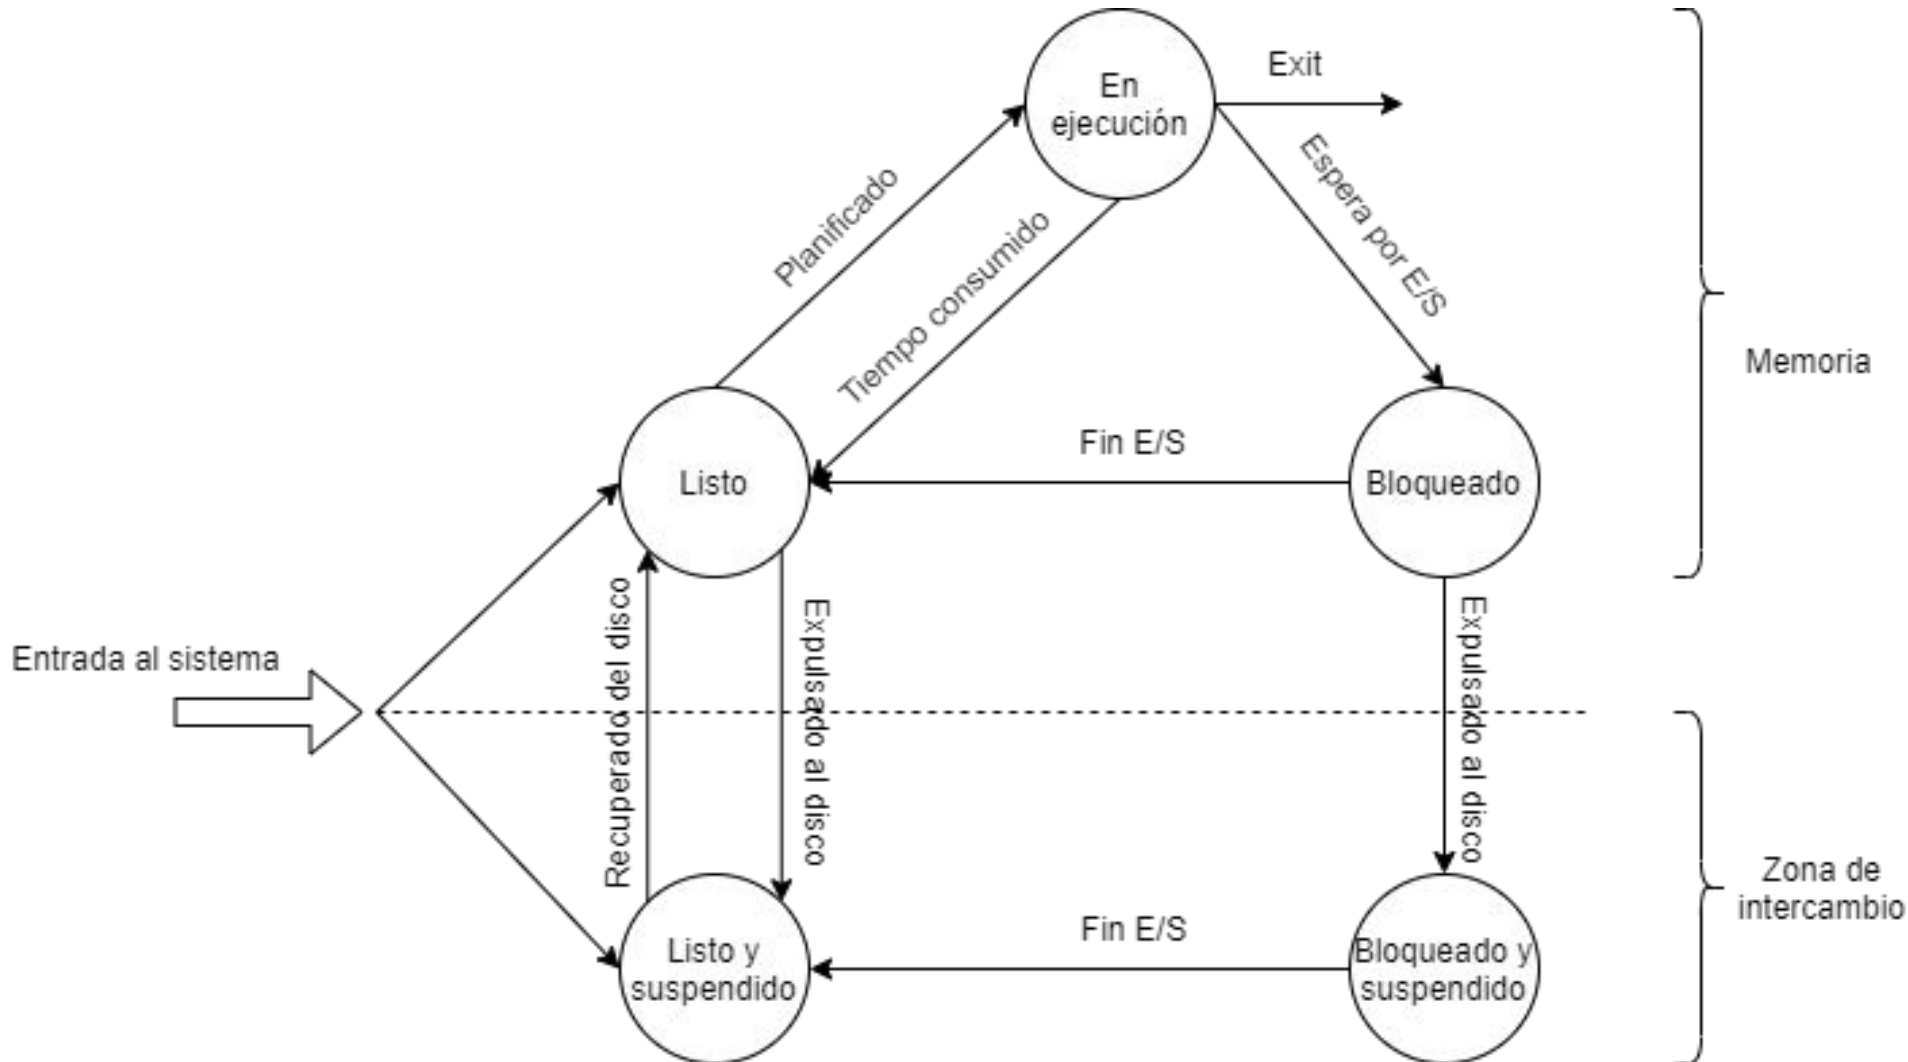 En
ejecución
Exit
Planificado
Tiempo consumido
Espera por E/S
Memoria
Listo
Fin E/S
Bloqueado
Entrada al sistema
Recuperado del disco
Expulsado al disco
Expulsado al disco
Zona de
intercambio
Listo y
suspendido
Fin E/S
Bloqueado y
suspendido